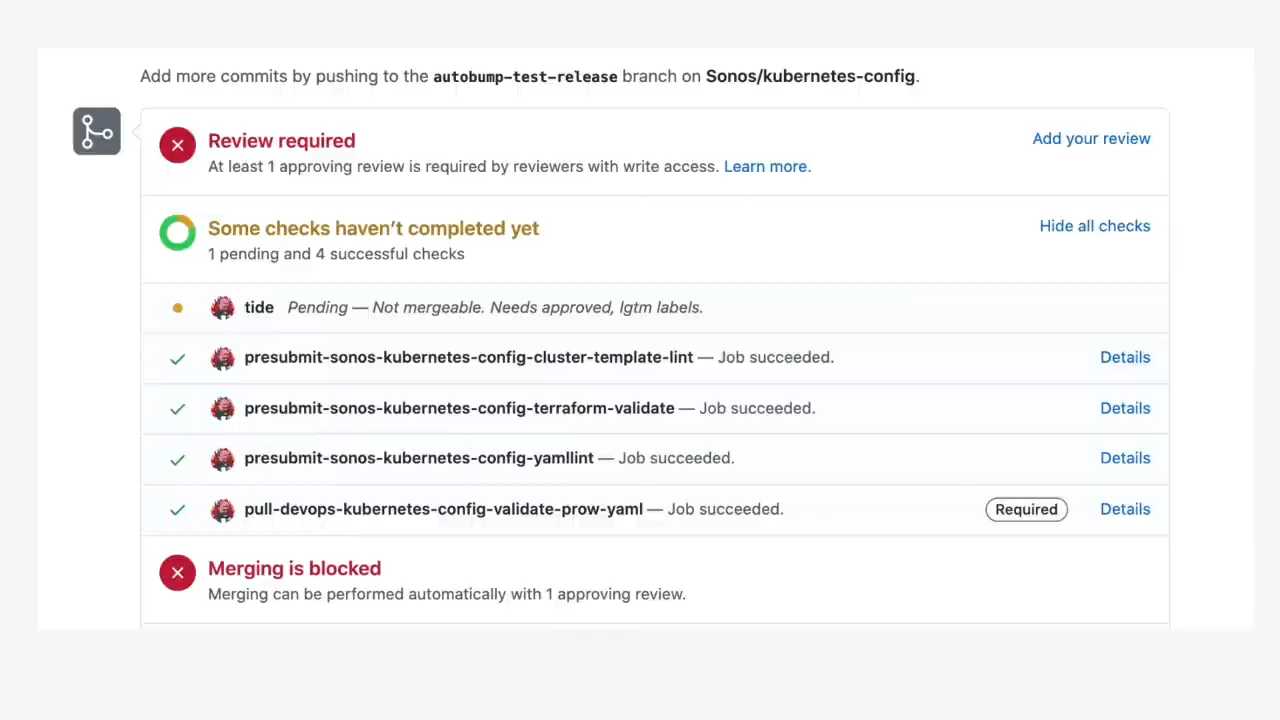 Add more commits by pushing to the autobump-test-release branch on Sonos/kubernetes-config.
Review required
Add your review
At least 1 approving review is required by reviewers with write access. Learn more.
Some checks haven’t completed yet
Hide all checks
1 pending and 4 successful checks
tide Pending — Not mergeable. Needs approved, lgtm labels.
presubmit-sonos-kubernetes-config-cluster-template-lint — Job succeeded. Details
presubmit-sonos-kubernetes-config-terraform-validate — Job succeeded. Details
presubmit-sonos-kubernetes-config-yamllint — Job succeeded. Details
pull-devops-kubernetes-config-validate-prow-yaml — Job succeeded. Required Details
Merging is blocked
Merging can be performed automatically with 1 approving review.